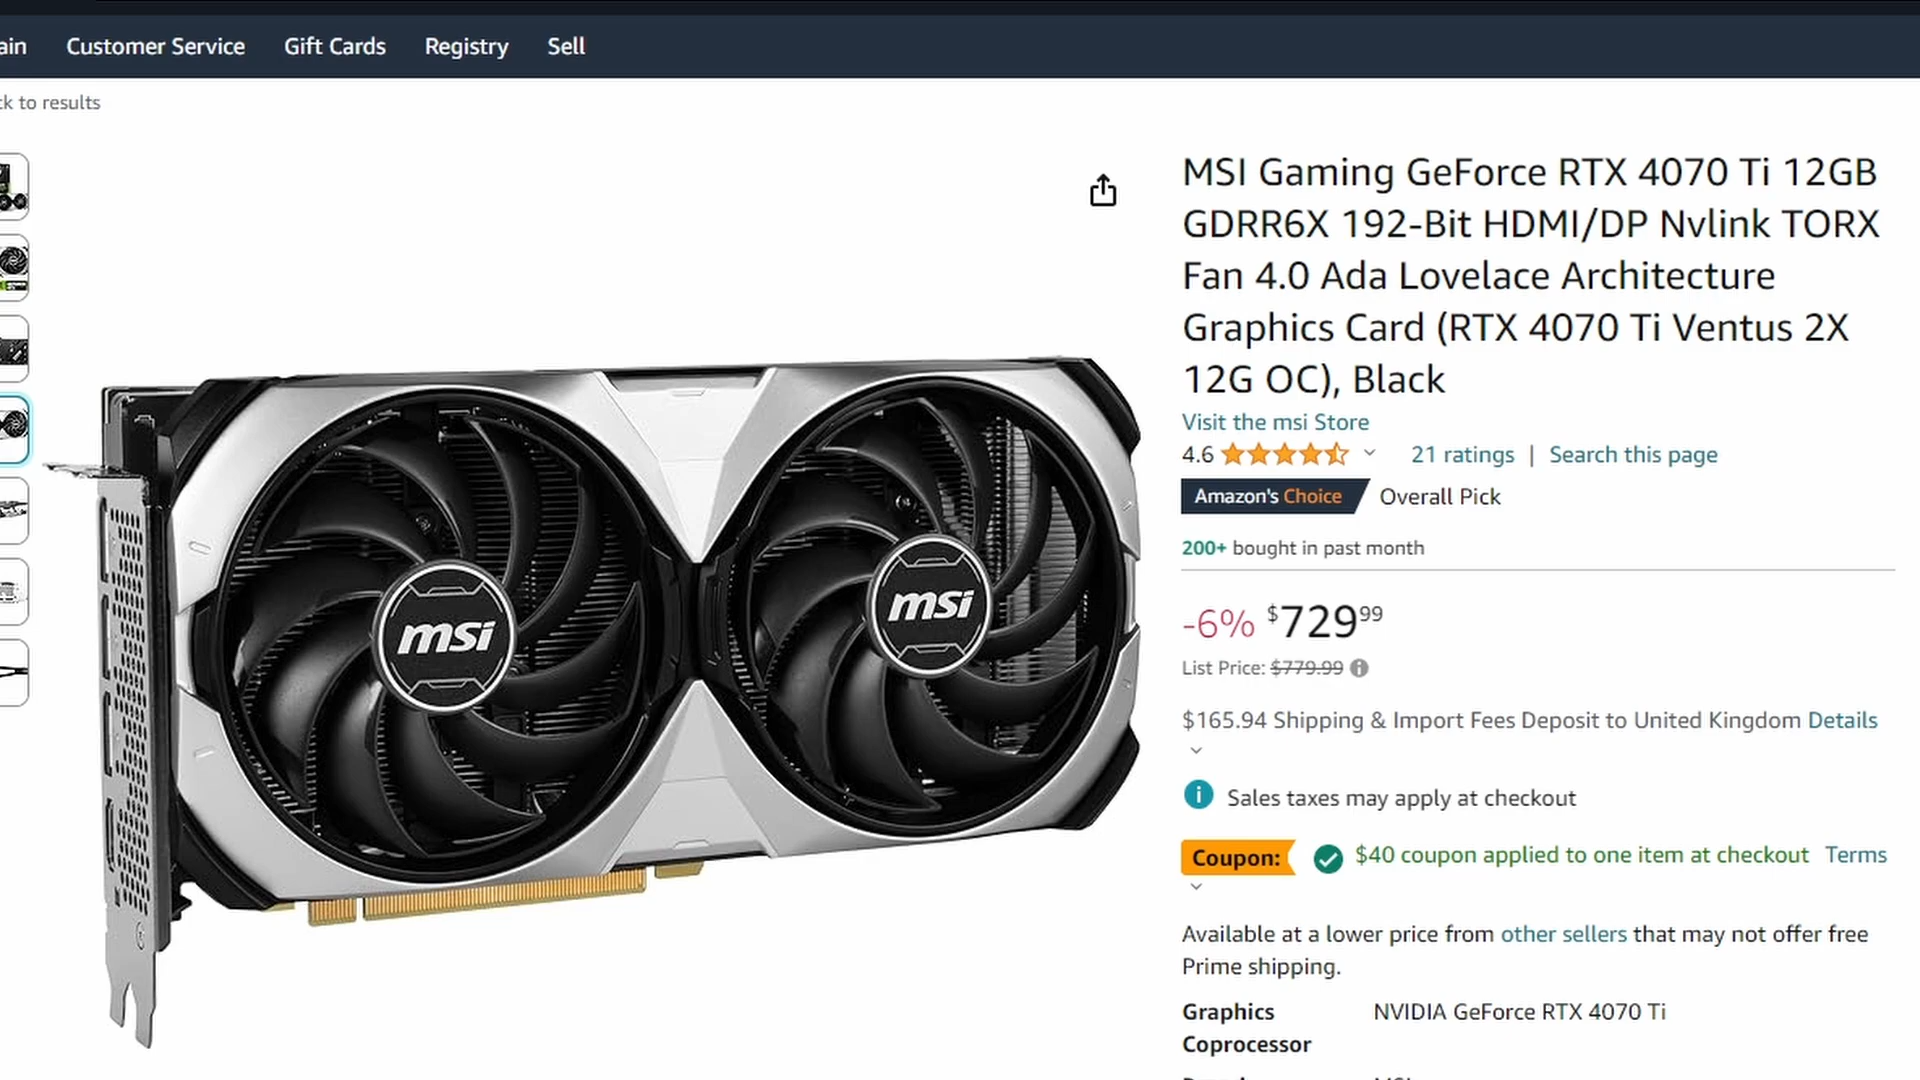 ain Customer Service Gift Cards Registry Sell
ck to results
MSI Gaming GeForce RTX 4070 Ti 12GB
GDRR6X 192-Bit HDMI/DP Nvlink TORX
Fan 4.0 Ada Lovelace Architecture
Graphics Card (RTX 4070 Ti Ventus 2X
12G OC), Black
Visit the msi Store
4.6 21 ratings | Search this page
Amazon's Choice Overall Pick
200+ bought in past month
-6% $729.99
List Price: $779.99
$165.94 Shipping & Import Fees Deposit to United Kingdom Details
Sales taxes may apply at checkout
Coupon: $40 coupon applied to one item at checkout Terms
Available at a lower price from other sellers that may not offer free
Prime shipping.
Graphics NVIDIA GeForce RTX 4070 Ti
Coprocessor
msi
msi